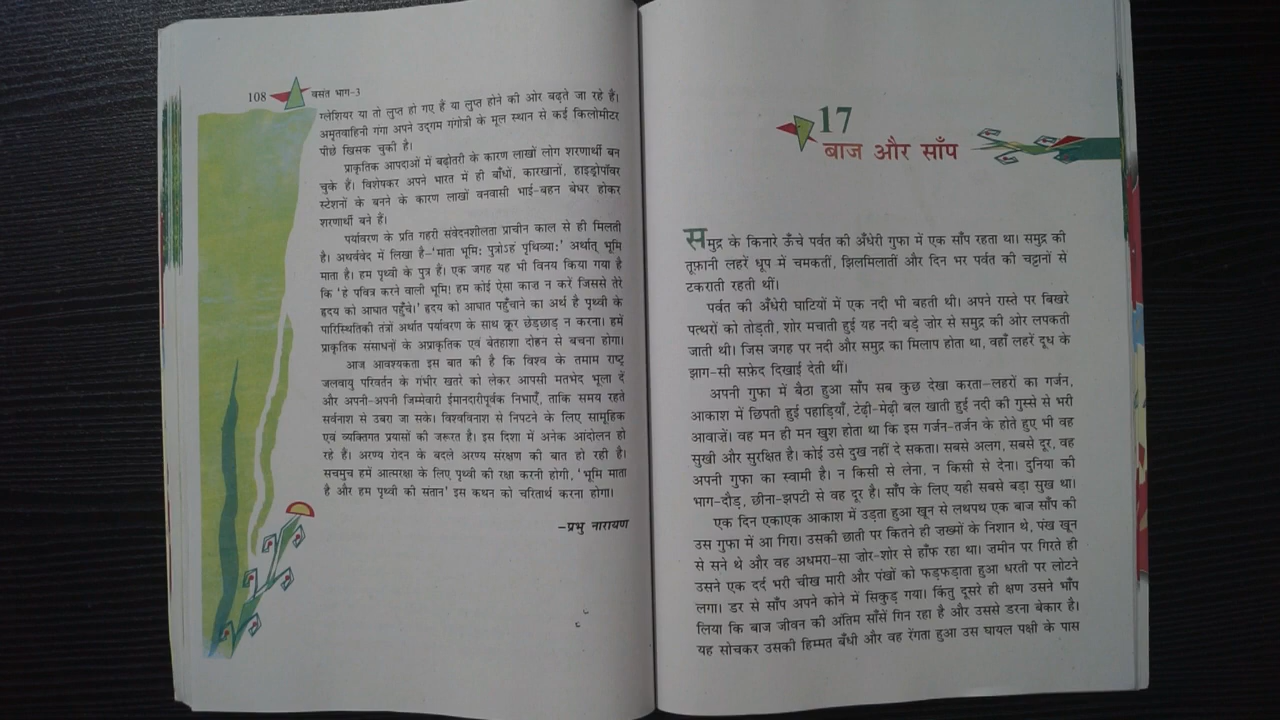 108 वसंत भाग-3
ग्लेशियर या तो लुप्त हो गए हैं या लुप्त होने की ओर बढ़ते जा रहे हैं।
अमृतवाहिनी गंगा अपने उद्गम गंगोत्री के मूल स्थान से कई किलोमीटर
पीछे खिसक चुकी है।
प्राकृतिक आपदाओं में बढ़ोतरी के कारण लाखों लोग शरणार्थी बन
चुके हैं। विशेषकर अपने भारत में ही बाँधों, कारखानों, हाइड्रोपॉवर
स्टेशनों के बनने के कारण लाखों वनवासी भाई-बहन बेघर होकर
शरणार्थी बने हैं।
पर्यावरण के प्रति गहरी संवेदनशीलता प्राचीन काल से ही मिलती
है। अथर्ववेद में लिखा है-'माता भूमि: पुत्रोऽहं पृथिव्या:' अर्थात् भूमि
माता है। हम पृथ्वी के पुत्र हैं। एक जगह यह भी विनय किया गया है
कि 'हे पवित्र करने वाली भूमि! हम कोई ऐसा काज न करें जिससे तेरे
हृदय को आघात पहुँचे।' हृदय को आघात पहुँचाने का अर्थ है पृथ्वी के
पारिस्थितिकी तंत्रों अर्थात पर्यावरण के साथ क्रूर छेड़छाड़ न करना। हमें
प्राकृतिक संसाधनों के अप्राकृतिक एवं बेतहाशा दोहन से बचना होगा।
आज आवश्यकता इस बात की है कि विश्व के तमाम राष्ट्र
जलवायु परिवर्तन के गंभीर खतरे को लेकर आपसी मतभेद भूला दें
और अपनी-अपनी जिम्मेवारी ईमानदारीपूर्वक निभाएँ, ताकि समय रहते
सर्वनाश से उबरा जा सके। विश्वविनाश से निपटने के लिए सामूहिक
एवं व्यक्तिगत प्रयासों की जरूरत है। इस दिशा में अनेक आंदोलन हो
रहे हैं। अरण्य रोदन के बदले अरण्य संरक्षण की बात हो रही है।
सचमुच हमें आत्मरक्षा के लिए पृथ्वी की रक्षा करनी होगी, 'भूमि माता
है और हम पृथ्वी की संतान' इस कथन को चरितार्थ करना होगा।
-प्रभु नारायण
17
बाज और साँप
समुद्र के किनारे ऊँचे पर्वत की अँधेरी गुफा में एक साँप रहता था। समुद्र की
तूफ़ानी लहरें धूप में चमकतीं, झिलमिलातीं और दिन भर पर्वत की चट्टानों से
टकराती रहती थीं।
पर्वत की अँधेरी घाटियों में एक नदी भी बहती थी। अपने रास्ते पर बिखरे
पत्थरों को तोड़ती, शोर मचाती हुई यह नदी बड़े ज़ोर से समुद्र की ओर लपकती
जाती थी। जिस जगह पर नदी और समुद्र का मिलाप होता था, वहाँ लहरें दूध के
झाग-सी सफ़ेद दिखाई देती थीं।
अपनी गुफा में बैठा हुआ साँप सब कुछ देखा करता-लहरों का गर्जन,
आकाश में छिपती हुई पहाड़ियाँ, टेढ़ी-मेढ़ी बल खाती हुई नदी की गुस्से से भरी
आवाज़ें। वह मन ही मन खुश होता था कि इस गर्जन-तर्जन के होते हुए भी वह
सुखी और सुरक्षित है। कोई उसे दुख नहीं दे सकता। सबसे अलग, सबसे दूर, वह
अपनी गुफा का स्वामी है। न किसी से लेना, न किसी से देना। दुनिया की
भाग-दौड़, छीना-झपटी से वह दूर है। साँप के लिए यही सबसे बड़ा सुख था।
एक दिन एकाएक आकाश में उड़ता हुआ खून से लथपथ एक बाज साँप की
उस गुफा में आ गिरा। उसकी छाती पर कितने ही ज़ख्मों के निशान थे, पंख खून
से सने थे और वह अधमरा-सा ज़ोर-शोर से हाँफ रहा था। ज़मीन पर गिरते ही
उसने एक दर्द भरी चीख मारी और पंखों को फड़फड़ाता हुआ धरती पर लोटने
लगा। डर से साँप अपने कोने में सिकुड़ गया। किंतु दूसरे ही क्षण उसने भाँप
लिया कि बाज जीवन की अंतिम साँसें गिन रहा है और उससे डरना बेकार है।
यह सोचकर उसकी हिम्मत बँधी और वह रेंगता हुआ उस घायल पक्षी के पास